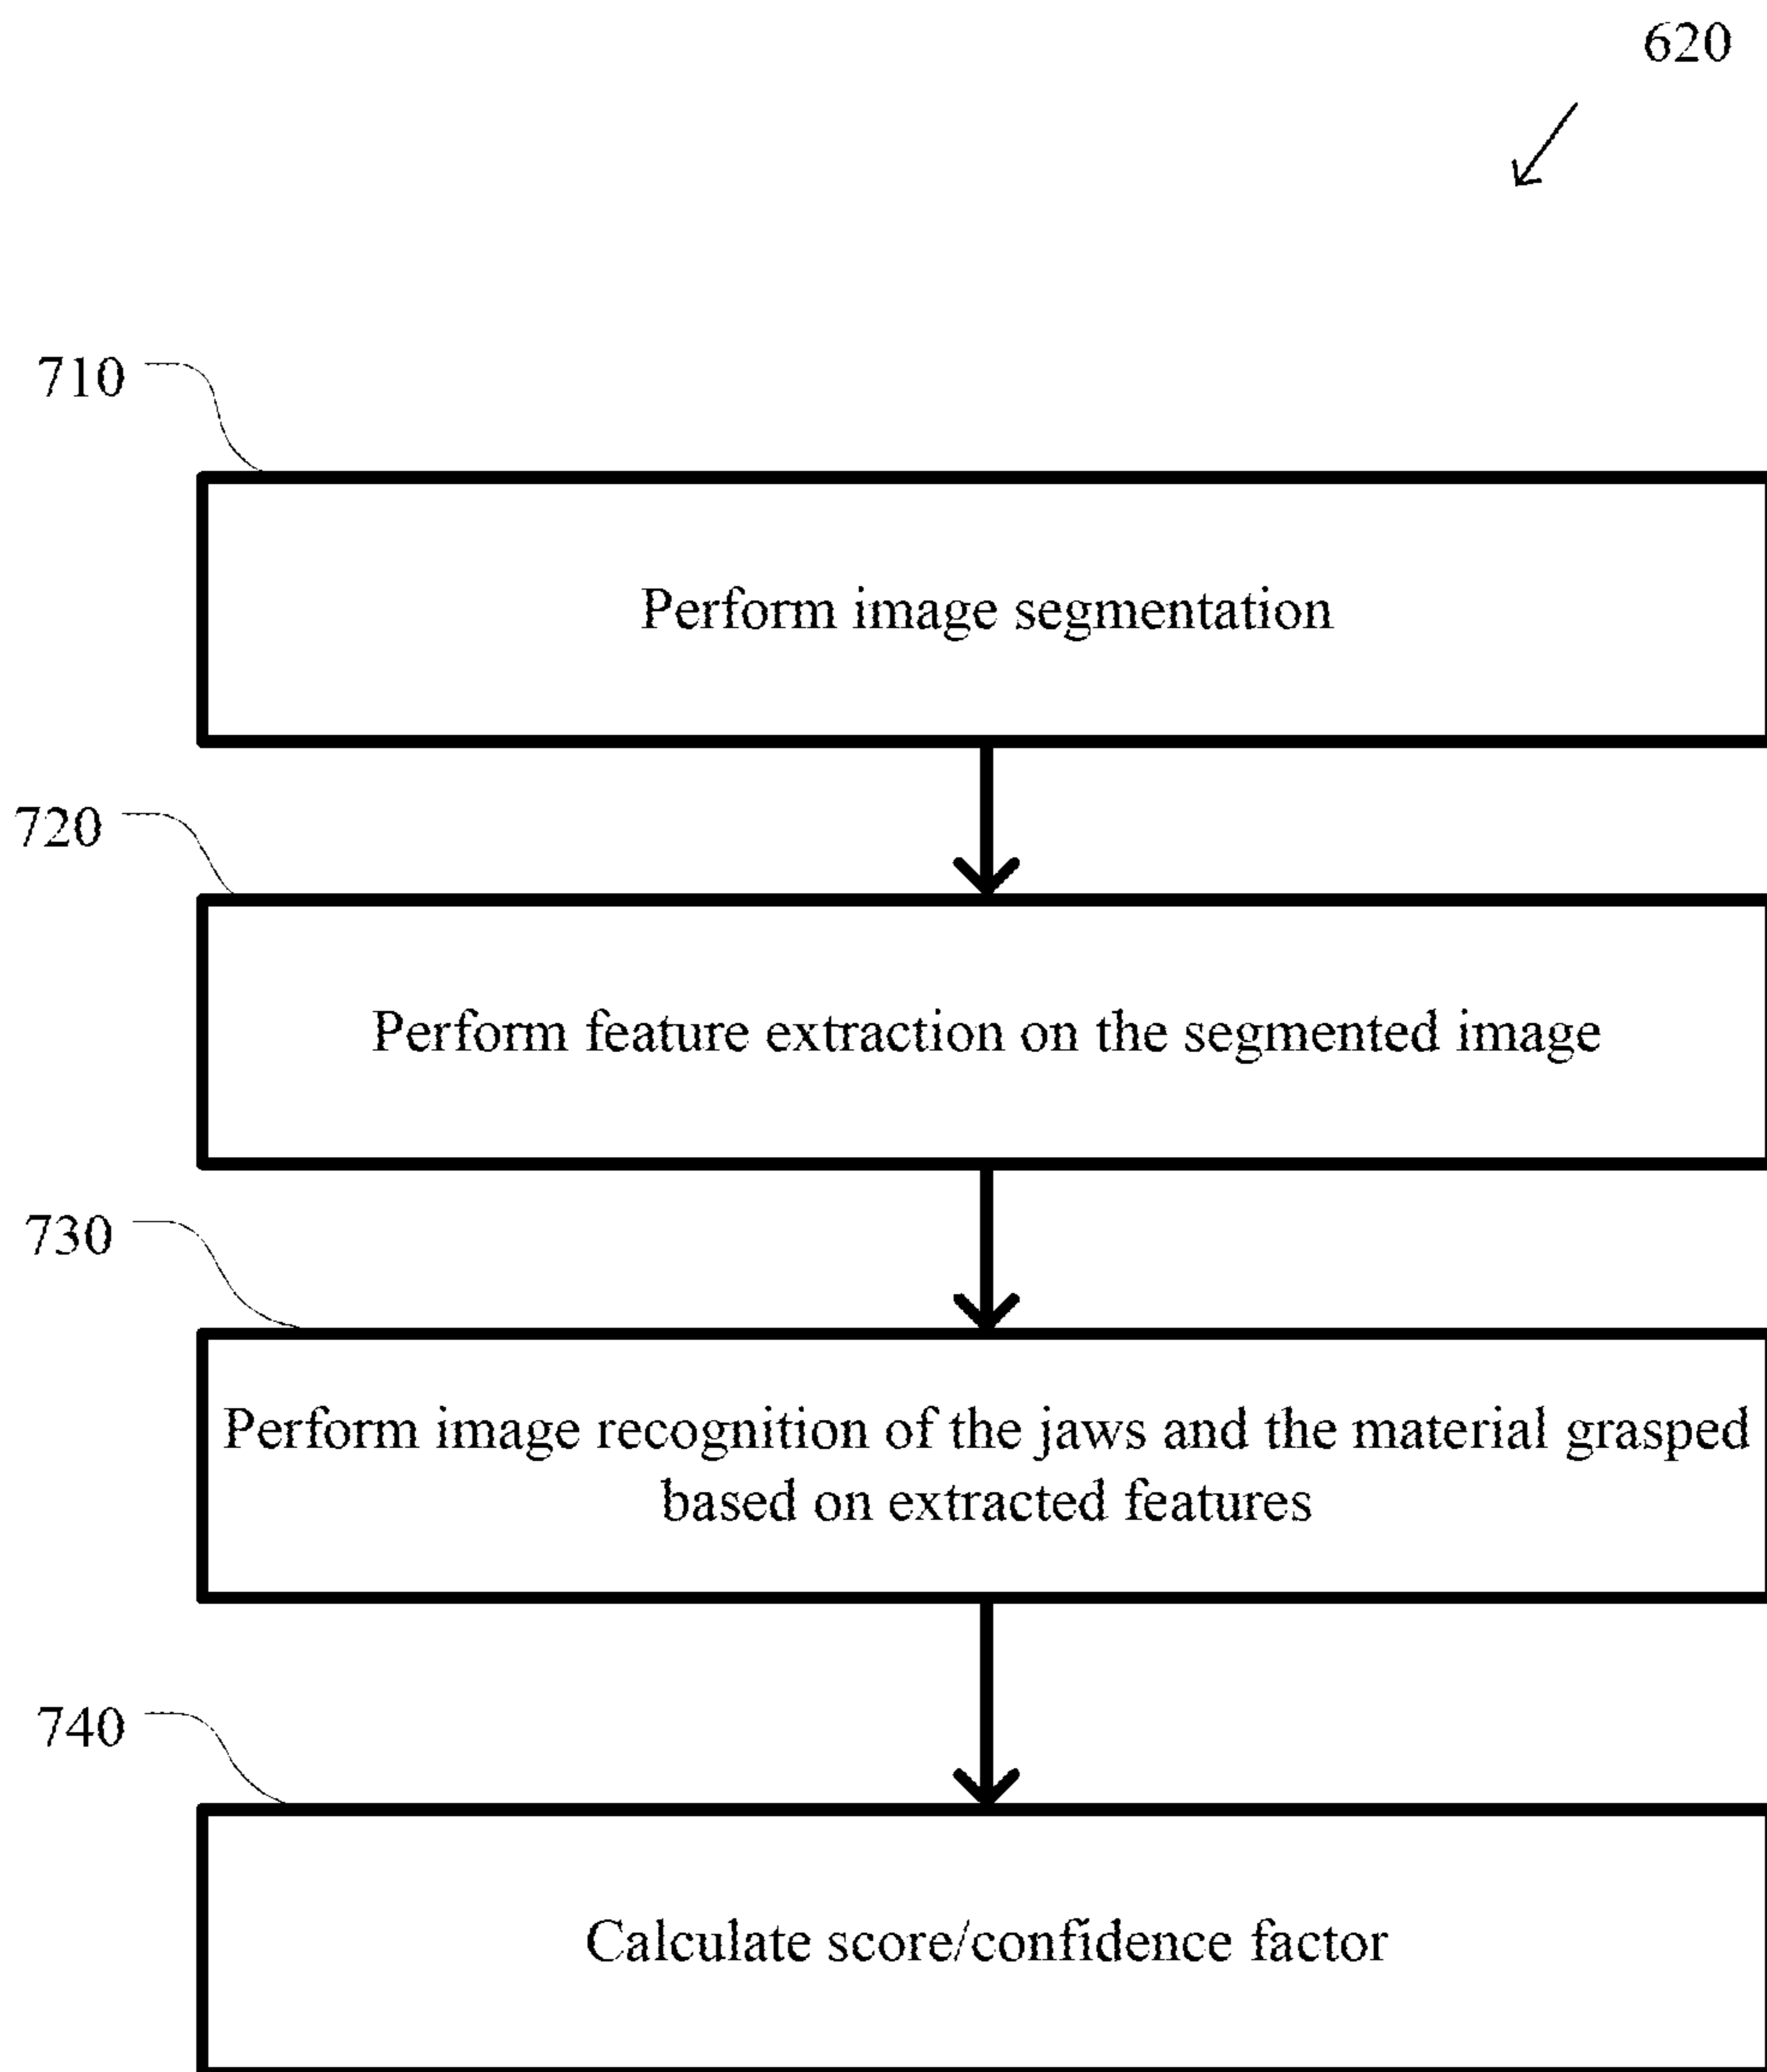 620
710
Perform image segmentation
720
Perform feature extraction on the segmented image
730
Perform image recognition of the jaws and the material grasped
based on extracted features
740
Calculate score/confidence factor